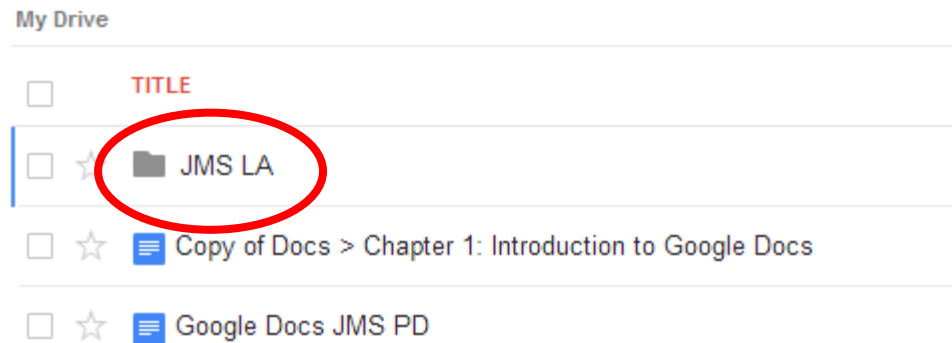 My Drive
TITLE
JMS LA
Copy of Docs > Chapter 1: Introduction to Google Docs
Google Docs JMS PD